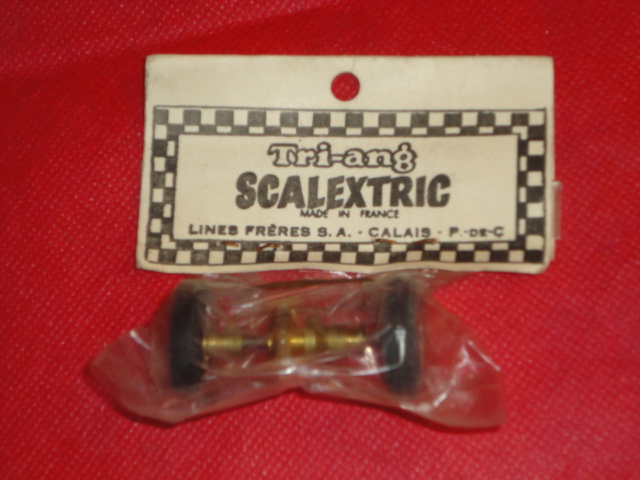 Tri-ang
SCALEXTRIC
MADE IN FRANCE
LINES FRÈRES S.A. - CALAIS - P.-DE-C